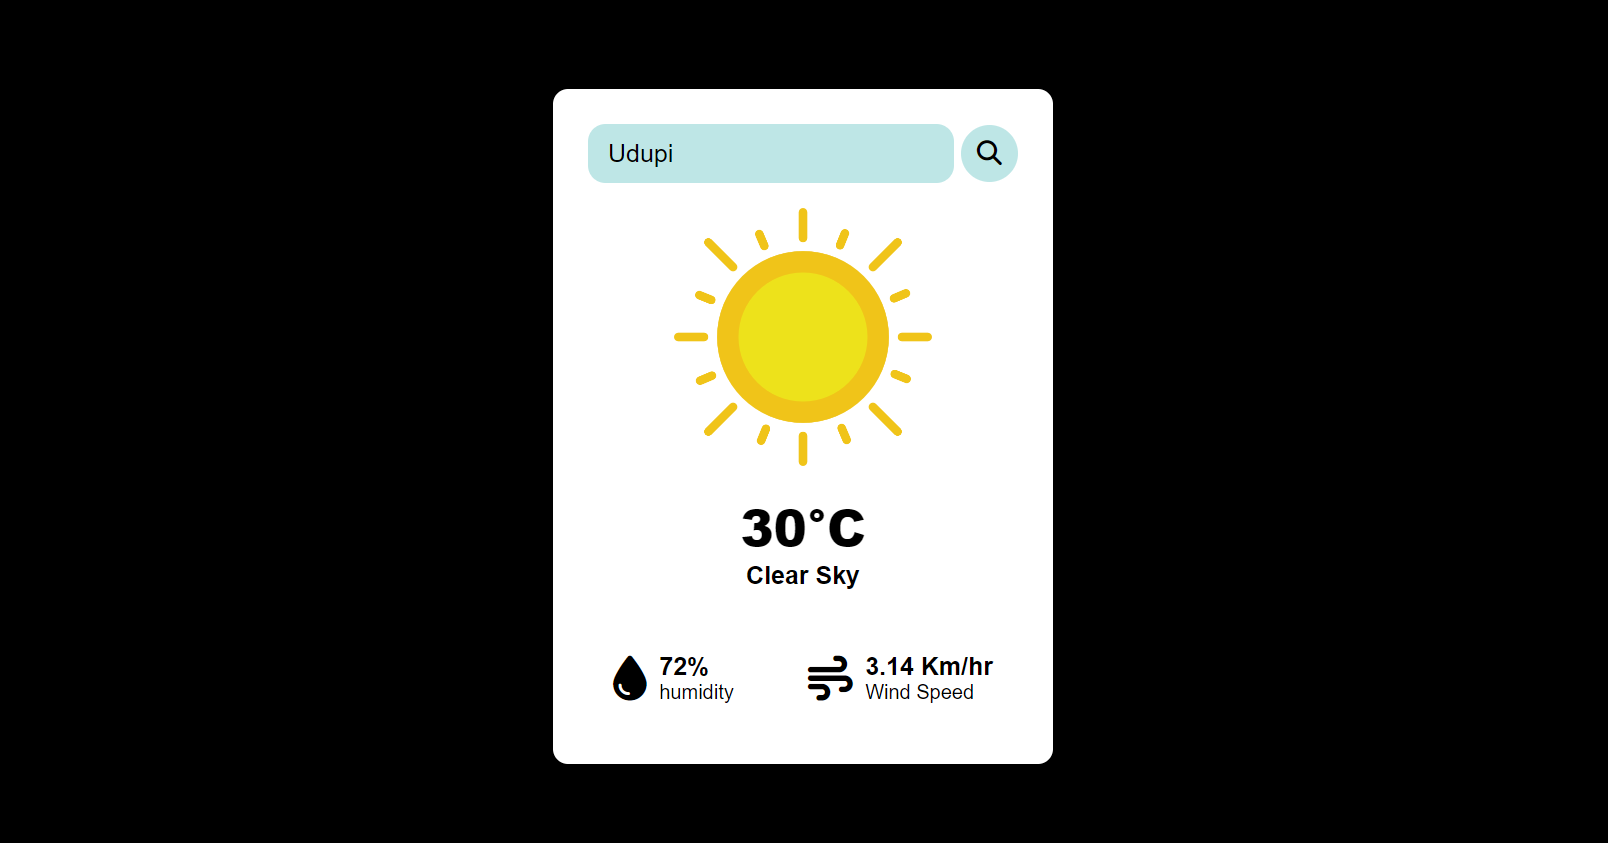 Udupi
30°C
Clear Sky
72%
humidity
3.14 Km/hr
Wind Speed